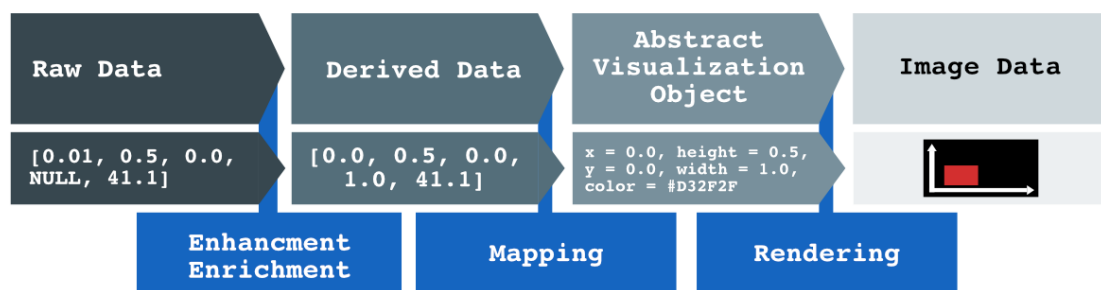 Raw Data
Derived Data
Abstract
Visualization
Object
Image Data
[0.01, 0.5, 0.0,
NULL, 41.1]
[0.0, 0.5, 0.0,
1.0, 41.1]
x = 0.0, height = 0.5,
y = 0.0, width = 1.0,
color = #D32F2F
Enhancment
Enrichment
Mapping
Rendering